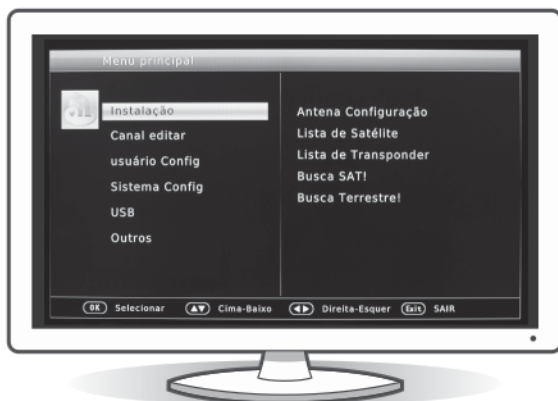 Menu principal
Instalação
Canal editar
usuário Config
Sistema Config
USB
Outros
Antena Configuração
Lista de Satélite
Lista de Transponder
Busca SAT!
Busca Terrestre!
OK Selecionar ▲▼ Cima-Baixo ◀▶ Direita-Esquer Exit SAIR